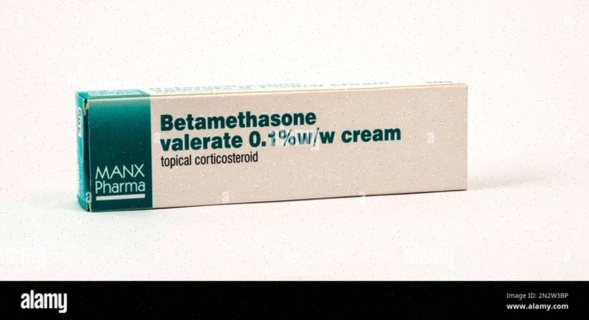 Betamethasone
valerate 0.1%w/w cream
topical corticosteroid
MANX
Pharma
alamy
Image ID: 2N2W3BP
www.alamy.com